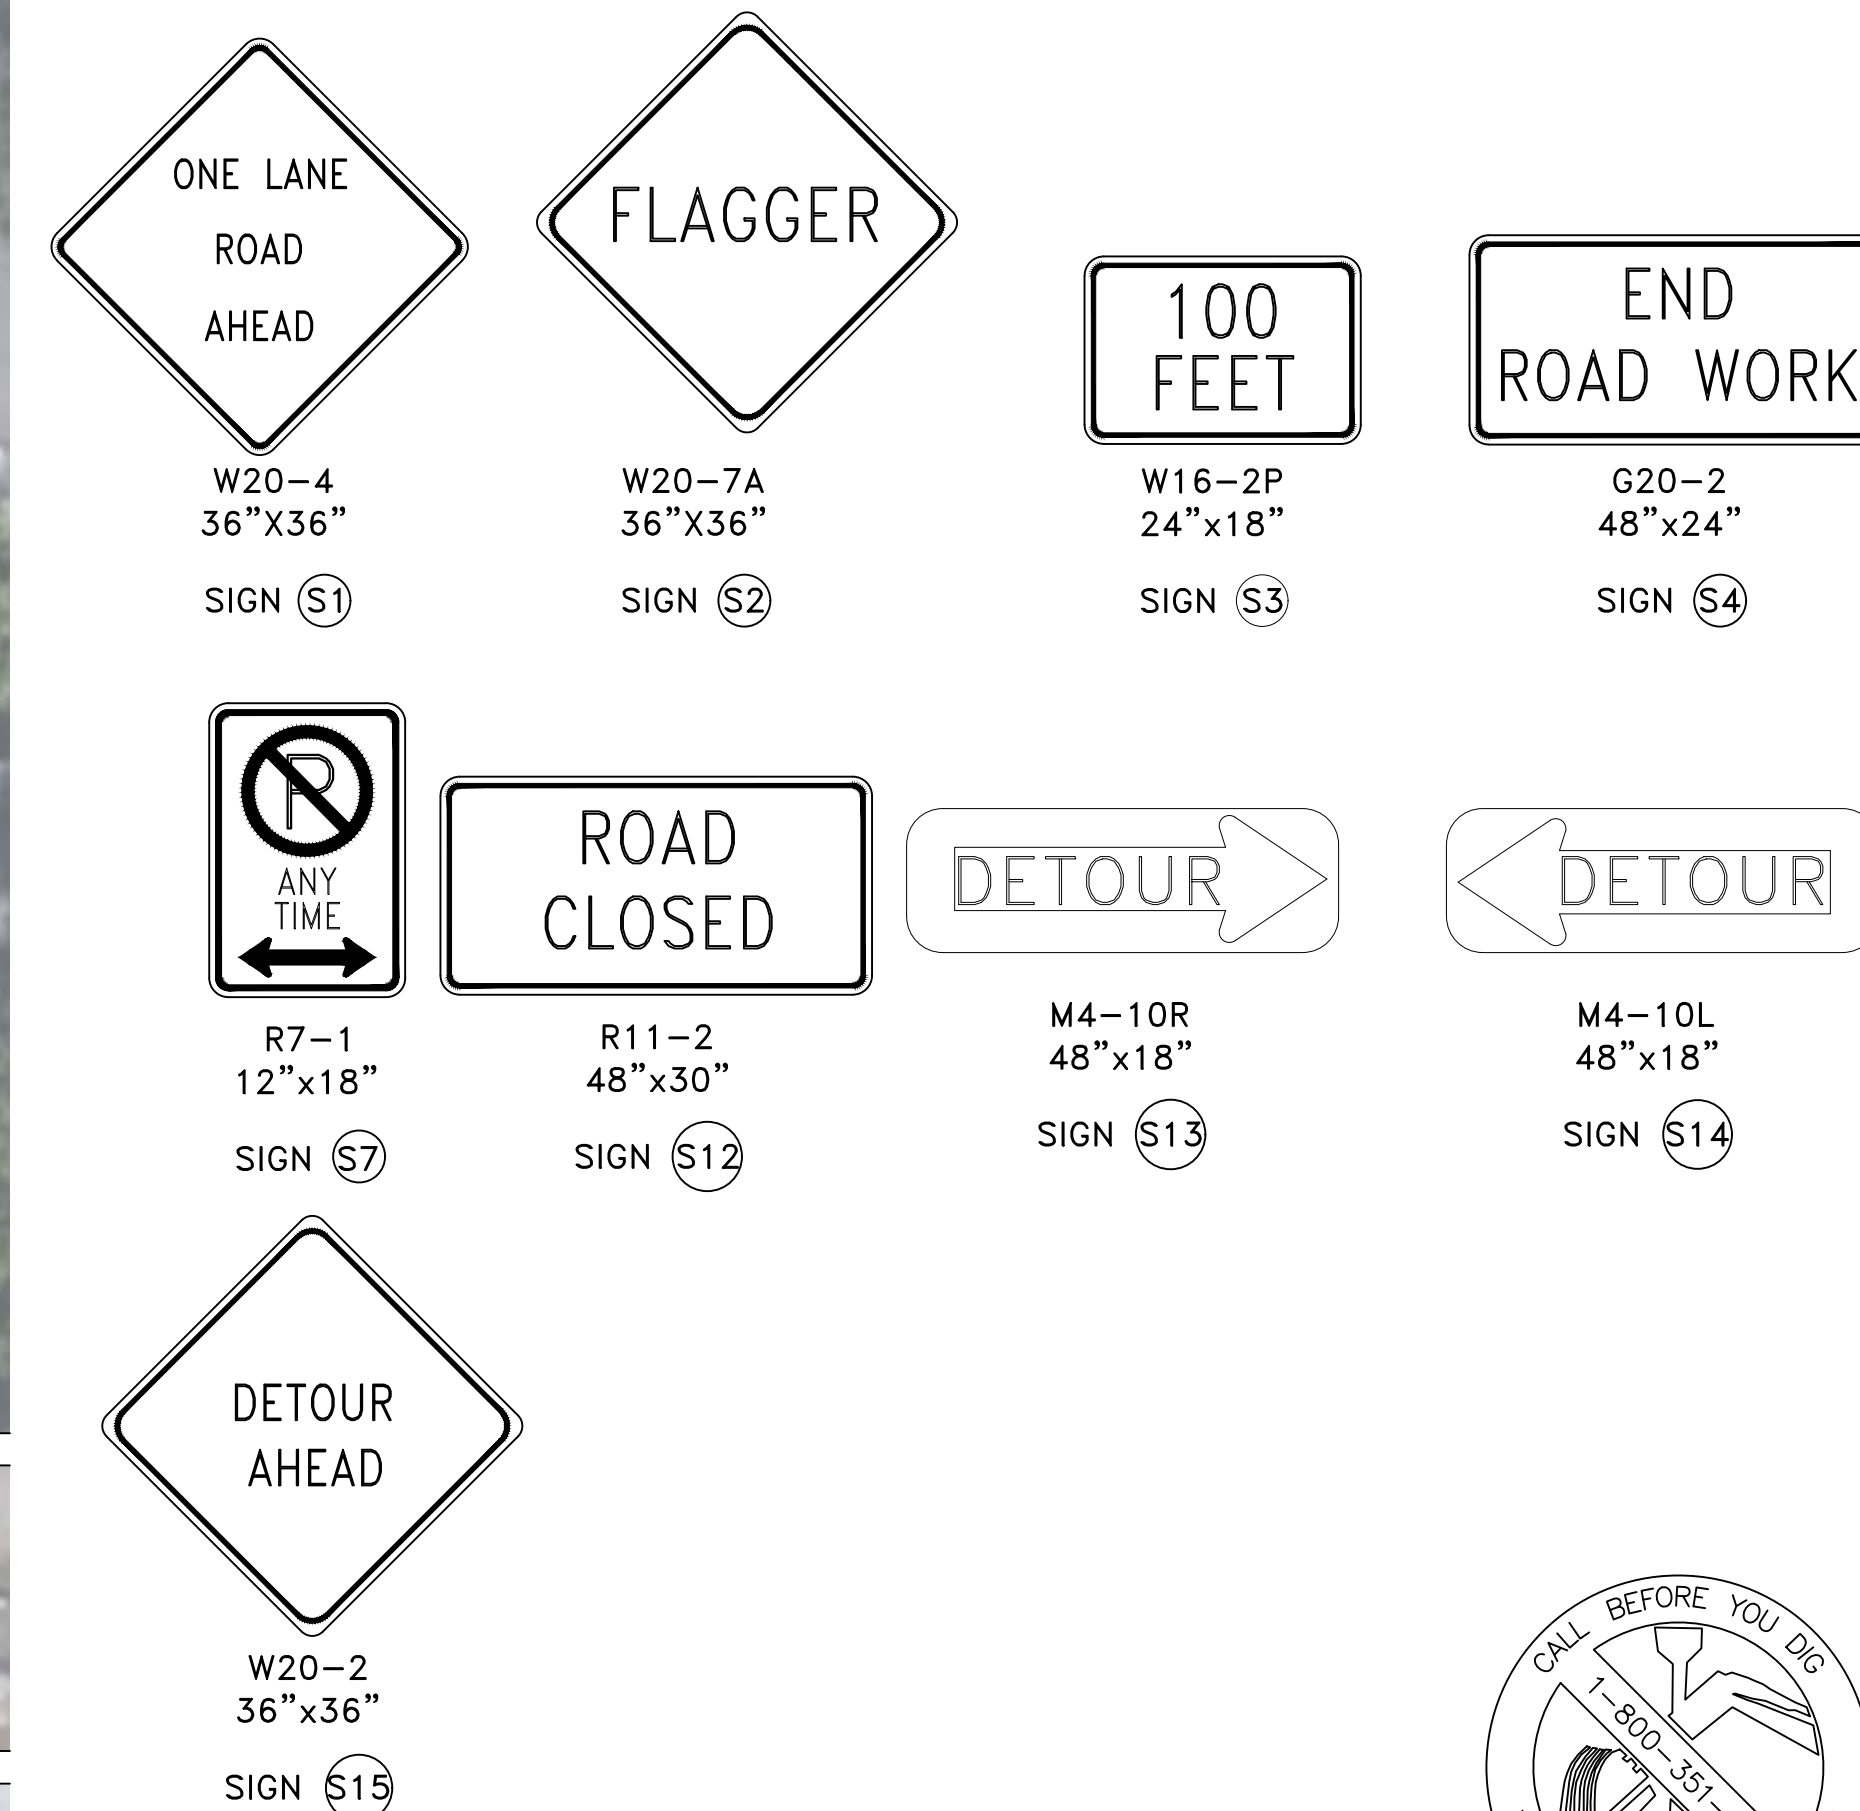 ONE LANE
ROAD
AHEAD
W20-4
36"X36"
SIGN S1
FLAGGER
W20-7A
36"X36"
SIGN S2
100
FEET
W16-2P
24"x18"
SIGN S3
END
ROAD WORK
G20-2
48"x24"
SIGN S4
P
ANY
TIME
R7-1
12"x18"
SIGN S7
ROAD
CLOSED
R11-2
48"x30"
SIGN S12
DETOUR
M4-10R
48"x18"
SIGN S13
DETOUR
M4-10L
48"x18"
SIGN S14
DETOUR
AHEAD
W20-2
36"x36"
SIGN S15
CALL BEFORE YOU DIG
1-800-351-